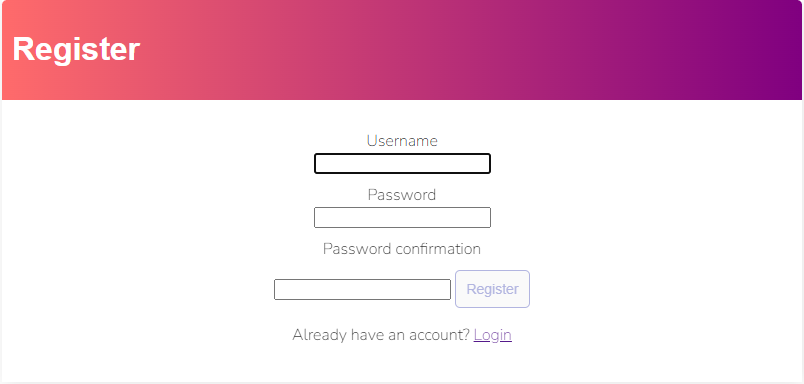 Register
Username
Password
Password confirmation
Register
Already have an account? Login